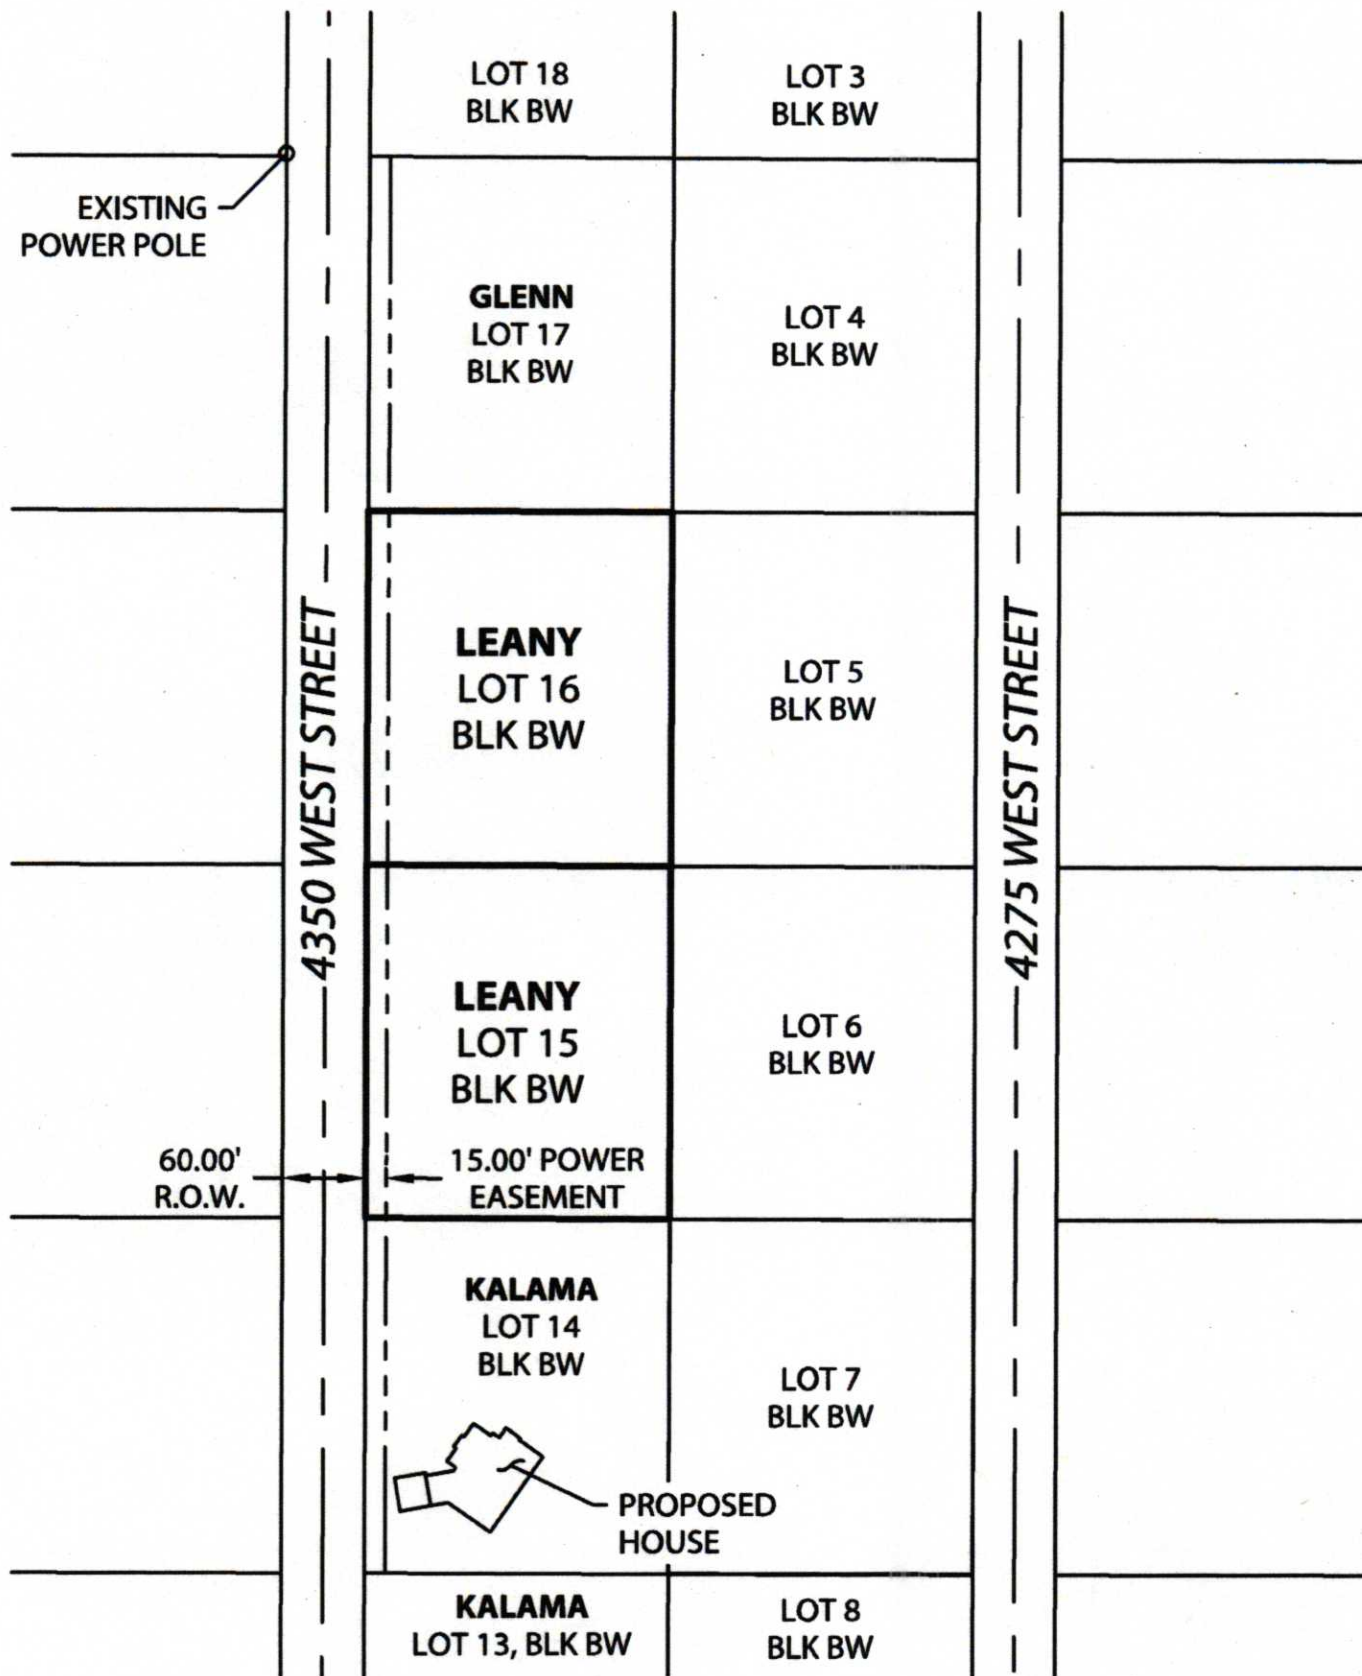 LOT 18
BLK BW
LOT 3
BLK BW
EXISTING
POWER POLE
GLENN
LOT 17
BLK BW
LOT 4
BLK BW
4350 WEST STREET
LEANY
LOT 16
BLK BW
LOT 5
BLK BW
4275 WEST STREET
LEANY
LOT 15
BLK BW
LOT 6
BLK BW
60.00'
R.O.W.
15.00' POWER
EASEMENT
KALAMA
LOT 14
BLK BW
LOT 7
BLK BW
PROPOSED
HOUSE
KALAMA
LOT 13, BLK BW
LOT 8
BLK BW